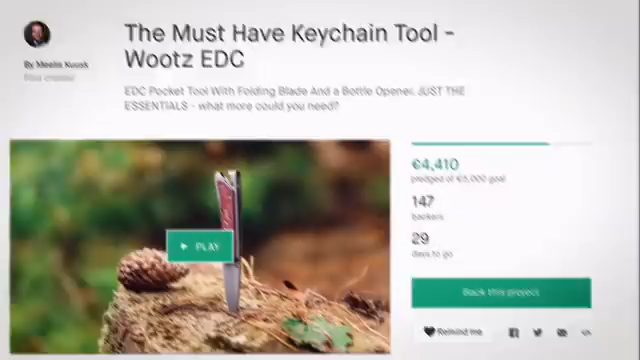 The Must Have Keychain Tool -
Wootz EDC
By Meelis Kuusk
First created
EDC Pocket Tool With Folding Blade And a Bottle Opener. JUST THE
ESSENTIALS - what more could you need?
PLAY
€4,410
pledged of €5,000 goal
147
backers
29
days to go
Back this project
Remind me